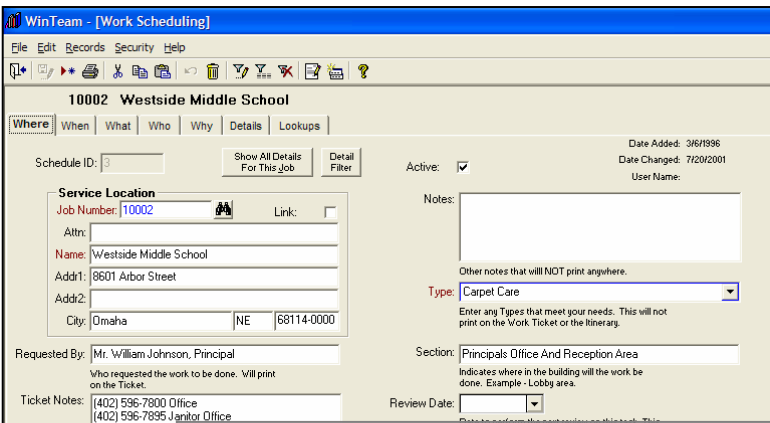 WinTeam - [Work Scheduling]
File Edit Records Security Help
10002 Westside Middle School
Where When What Who Why Details Lookups
Date Added: 3/6/1996
Schedule ID: 3
Show All Details For This Job
Detail Filter
Active:
Date Changed: 7/20/2001
User Name:
Service Location
Job Number: 10002
Link:
Attn:
Name: Westside Middle School
Addr1: 8601 Arbor Street
Addr2:
City: Omaha NE 68114-0000
Notes:
Other notes that willl NOT print anywhere.
Type: Carpet Care
Enter any Types that meet your needs. This will not
print on the Work Ticket or the Itinerary.
Requested By: Mr. William Johnson, Principal
Who requested the work to be done. Will print
on the Ticket.
Section: Principals Office And Reception Area
Indicates where in the building will the work be
done. Example - Lobby area.
Ticket Notes: (402) 596-7800 Office
(402) 596-7895 Janitor Office
Review Date: